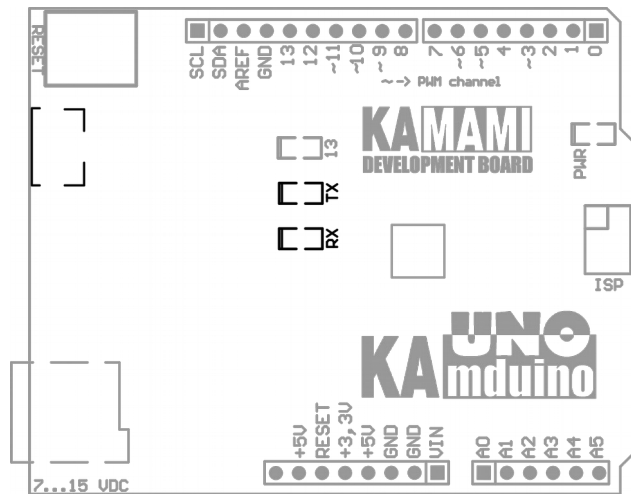 RESET
SCL SDA AREF GND 13 12 ~11 ~10 ~9 8 7 ~6 ~5 4 ~3 2 1 0
~ -> PWM channel
KAMAMI
DEVELOPMENT BOARD
13
PWR
TX
RX
ISP
UNO
KAmduino
+5V RESET +3,3V +5V GND GND VIN A0 A1 A2 A3 A4 A5
7...15 VDC